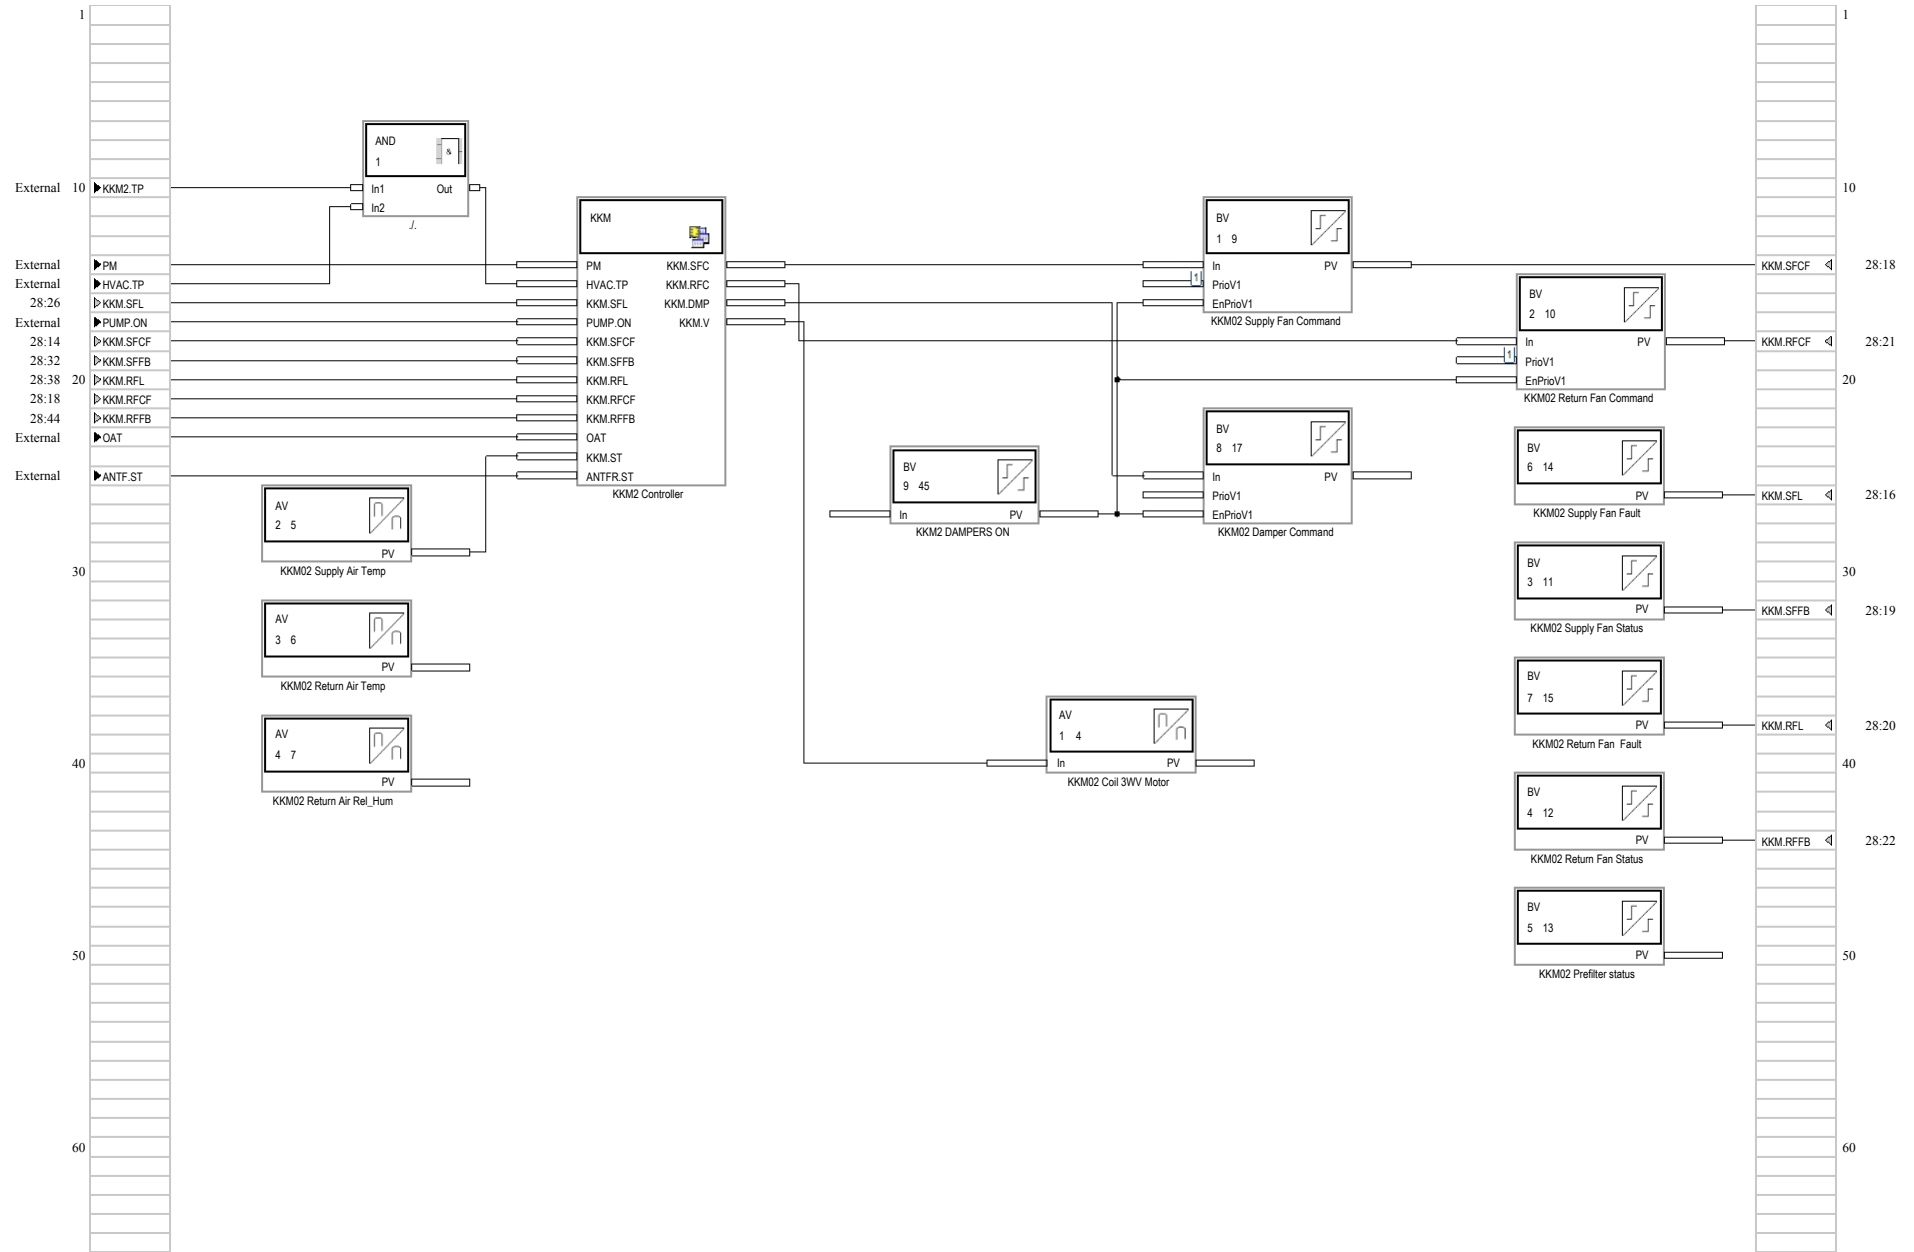 1
1
AND
1
&
External 10 KKM2.TP
In1 Out
10
In2
./.
KKM
BV
1 9
External PM
PM KKM.SFC
In PV
KKM.SFCF 28:18
External HVAC.TP
HVAC.TP KKM.RFC
1
PrioV1
28:26 KKM.SFL
KKM.SFL KKM.DMP
EnPrioV1
BV
2 10
External PUMP.ON
PUMP.ON KKM.V
KKM02 Supply Fan Command
28:14 KKM.SFCF
KKM.SFCF
In PV
KKM.RFCF 28:21
28:32 KKM.SFFB
KKM.SFFB
1
PrioV1
28:38 20 KKM.RFL
KKM.RFL
EnPrioV1
20
28:18 KKM.RFCF
KKM.RFCF
KKM02 Return Fan Command
28:44 KKM.RFFB
KKM.RFFB
External OAT
OAT
BV
8 17
KKM.ST
BV
9 45
BV
6 14
External ANTF.ST
ANTFR.ST
In PV
KKM2 Controller
PrioV1
PV
KKM.SFL 28:16
AV
2 5
In PV
EnPrioV1
KKM02 Supply Fan Fault
KKM2 DAMPERS ON
KKM02 Damper Command
PV
KKM02 Supply Air Temp
30
BV
3 11
30
PV
KKM.SFFB 28:19
AV
3 6
KKM02 Supply Fan Status
PV
KKM02 Return Air Temp
BV
7 15
PV
KKM.RFL 28:20
AV
4 7
AV
1 4
KKM02 Return Fan Fault
40
In PV
40
PV
KKM02 Coil 3WV Motor
KKM02 Return Air Rel_Hum
BV
4 12
PV
KKM.RFFB 28:22
KKM02 Return Fan Status
BV
5 13
50
PV
50
KKM02 Prefilter status
60
60